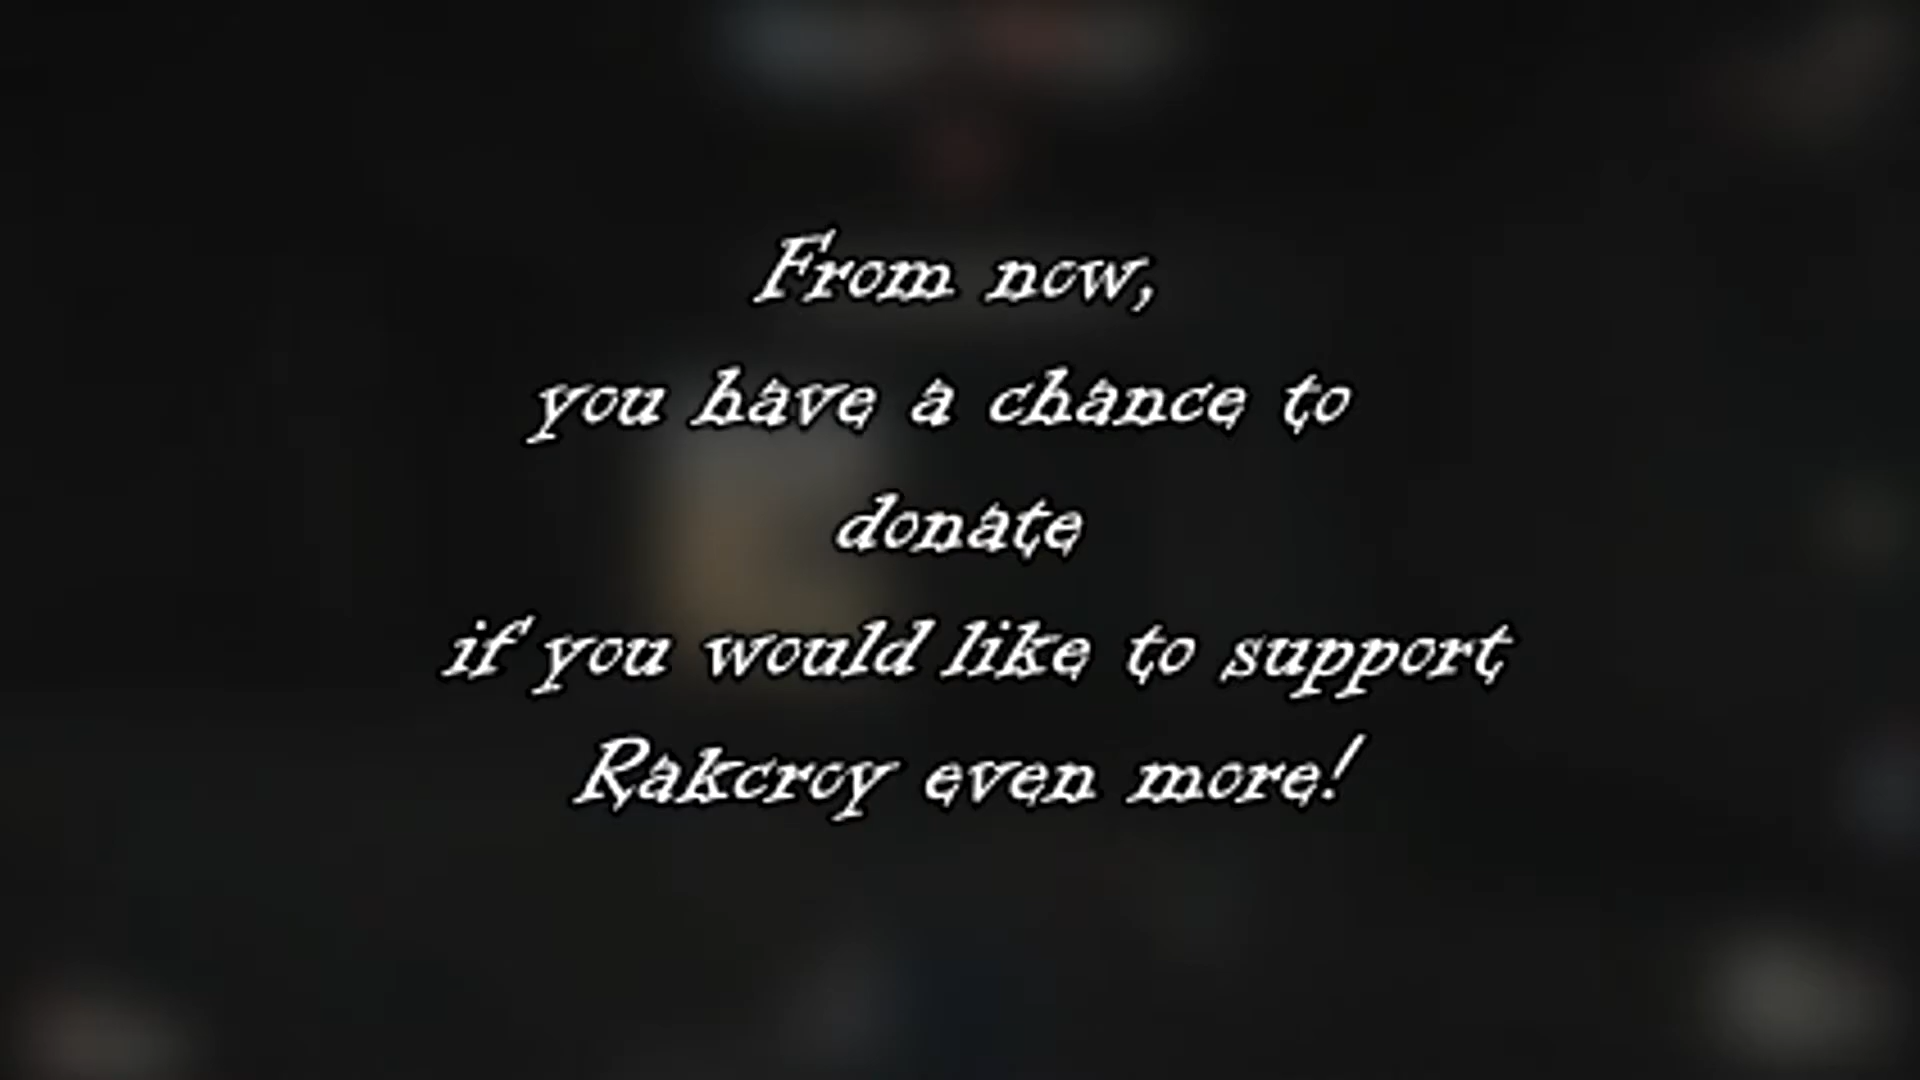 From now,
you have a chance to
donate
if you would like to support
Rakcroy even more!